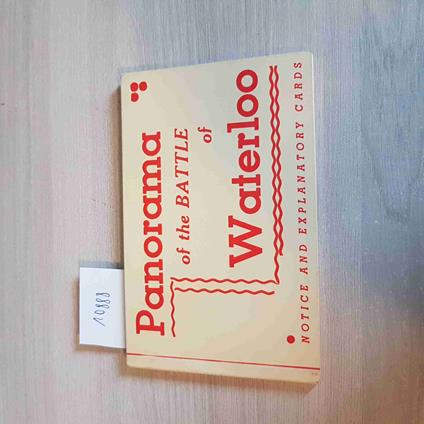 Panorama
of the BATTLE
of
Waterloo
NOTICE AND EXPLANATORY CARDS
10888